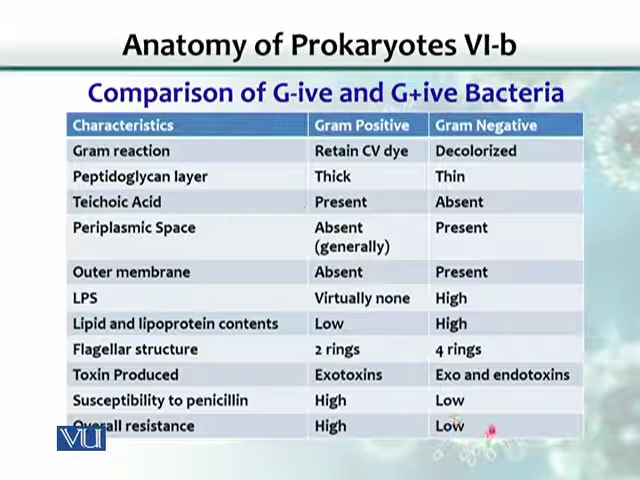 Anatomy of Prokaryotes VI-b
Comparison of G-ive and G+ive Bacteria
Characteristics Gram Positive Gram Negative
Gram reaction Retain CV dye Decolorized
Peptidoglycan layer Thick Thin
Teichoic Acid Present Absent
Periplasmic Space Absent (generally) Present
Outer membrane Absent Present
LPS Virtually none High
Lipid and lipoprotein contents Low High
Flagellar structure 2 rings 4 rings
Toxin Produced Exotoxins Exo and endotoxins
Susceptibility to penicillin High Low
Overall resistance High Low
VU